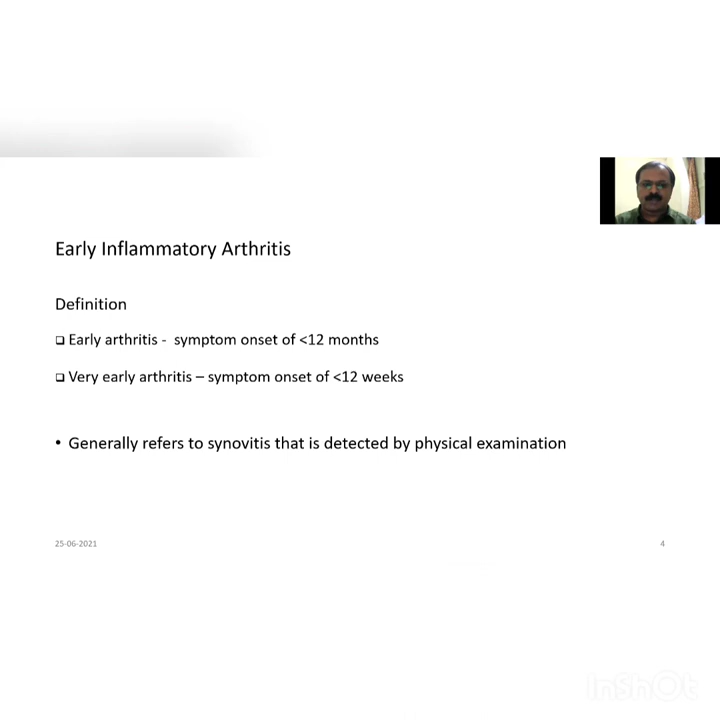 Early Inflammatory Arthritis
Definition
❑ Early arthritis - symptom onset of <12 months
❑ Very early arthritis – symptom onset of <12 weeks
• Generally refers to synovitis that is detected by physical examination
25-06-2021
4
InShOt